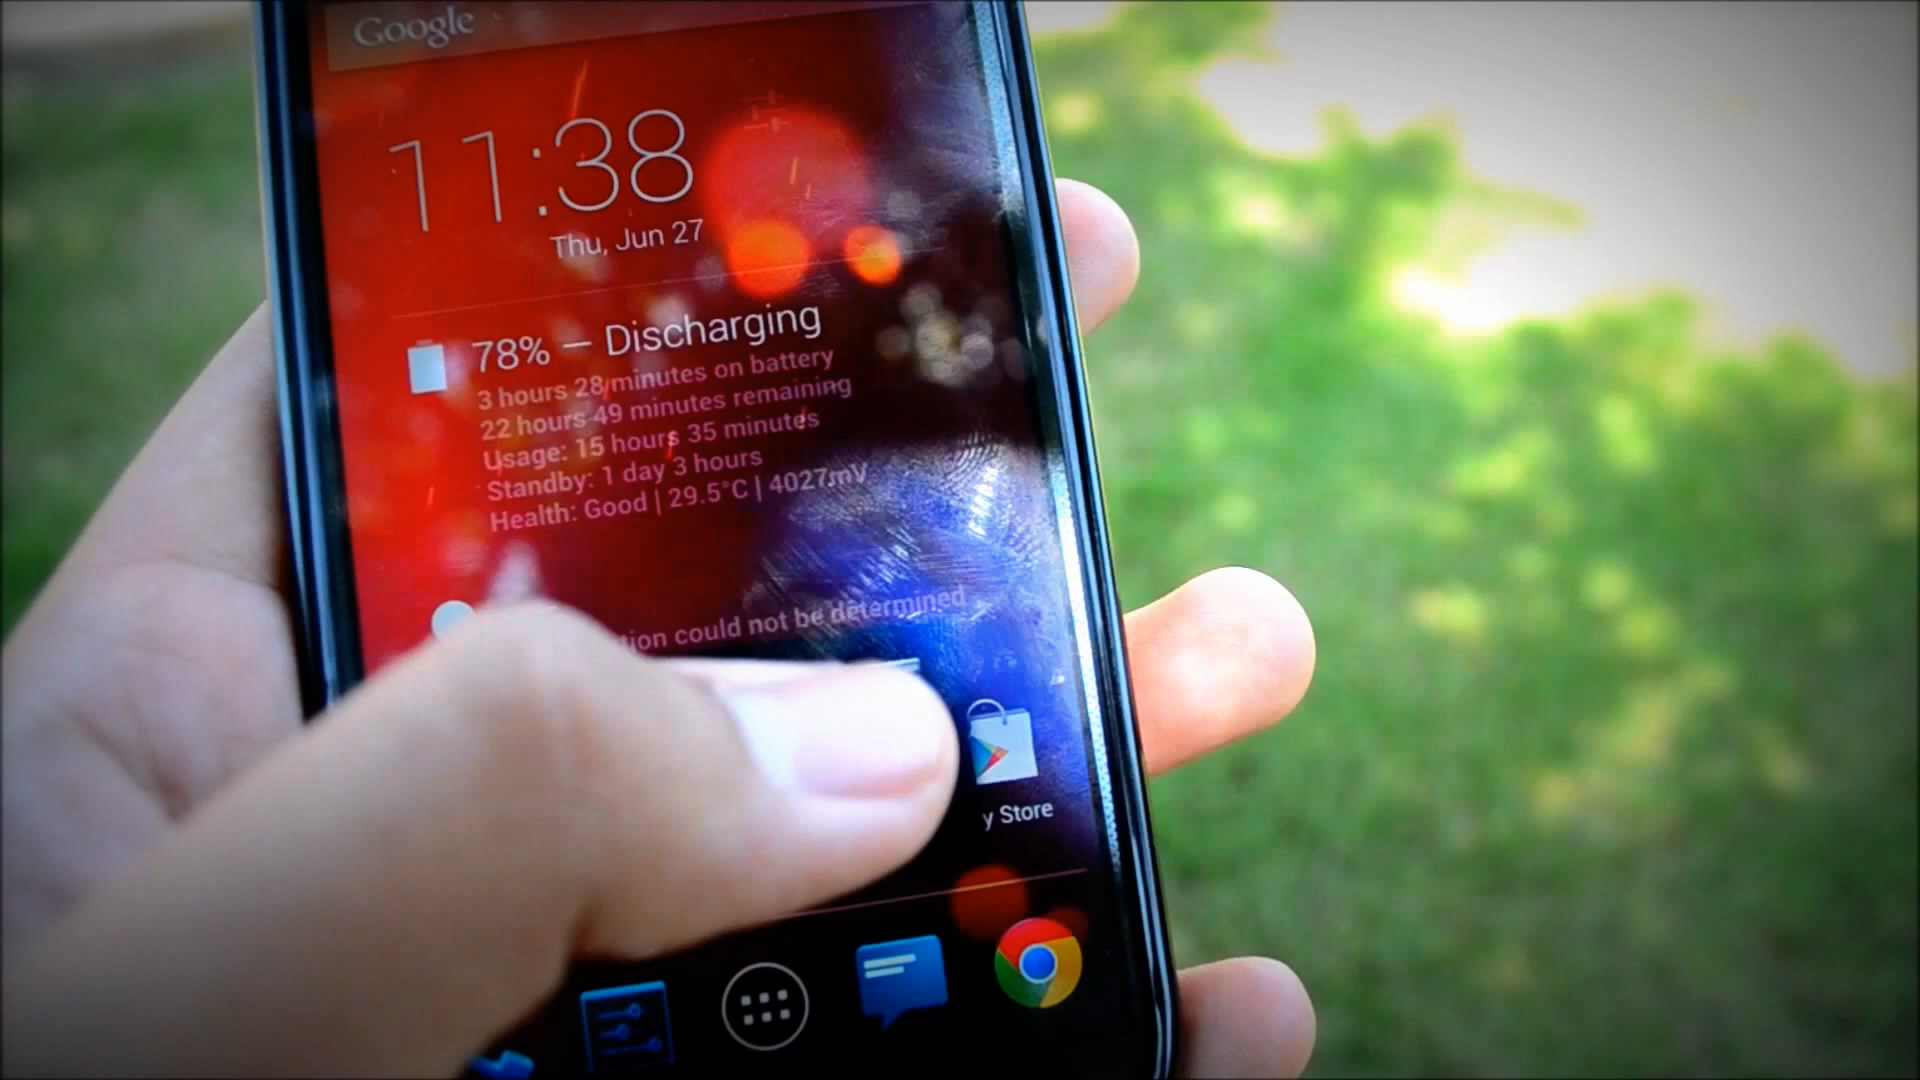 Google
11:38
Thu, Jun 27
78% – Discharging
3 hours 28 minutes on battery
22 hours 49 minutes remaining
Usage: 15 hours 35 minutes
Standby: 1 day 3 hours
Health: Good | 29.5°C | 4027mV
could not be determined
Store